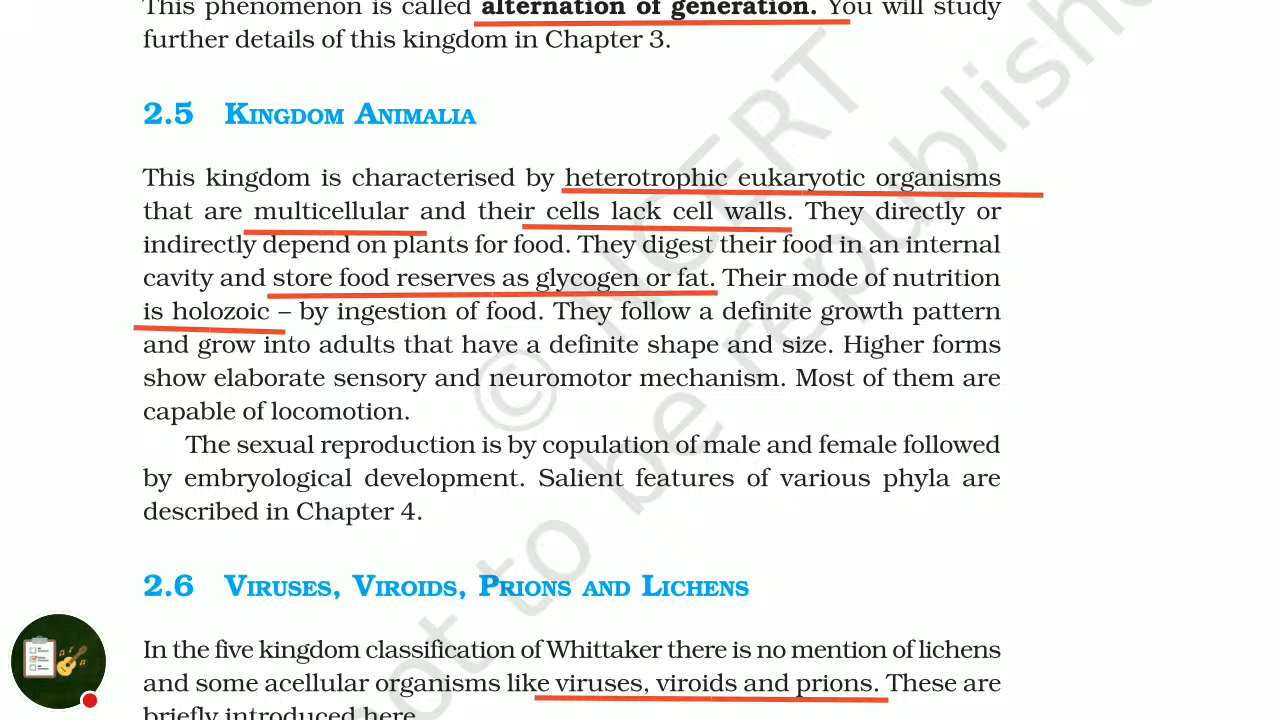 This phenomenon is called alternation of generation. You will study
further details of this kingdom in Chapter 3.
2.5 Kingdom Animalia
This kingdom is characterised by heterotrophic eukaryotic organisms
that are multicellular and their cells lack cell walls. They directly or
indirectly depend on plants for food. They digest their food in an internal
cavity and store food reserves as glycogen or fat. Their mode of nutrition
is holozoic – by ingestion of food. They follow a definite growth pattern
and grow into adults that have a definite shape and size. Higher forms
show elaborate sensory and neuromotor mechanism. Most of them are
capable of locomotion.
The sexual reproduction is by copulation of male and female followed
by embryological development. Salient features of various phyla are
described in Chapter 4.
2.6 Viruses, Viroids, Prions and Lichens
In the five kingdom classification of Whittaker there is no mention of lichens
and some acellular organisms like viruses, viroids and prions. These are
briefly introduced here.
© NCERT
not to be republished